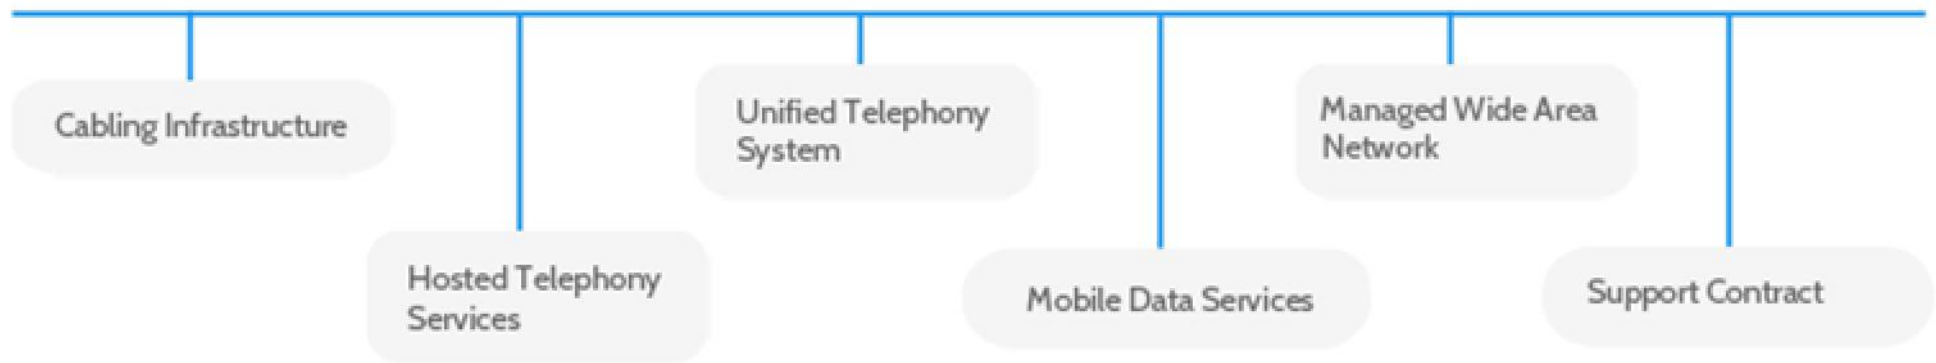 Cabling Infrastructure
Hosted Telephony
Services
Unified Telephony
System
Mobile Data Services
Managed Wide Area
Network
Support Contract